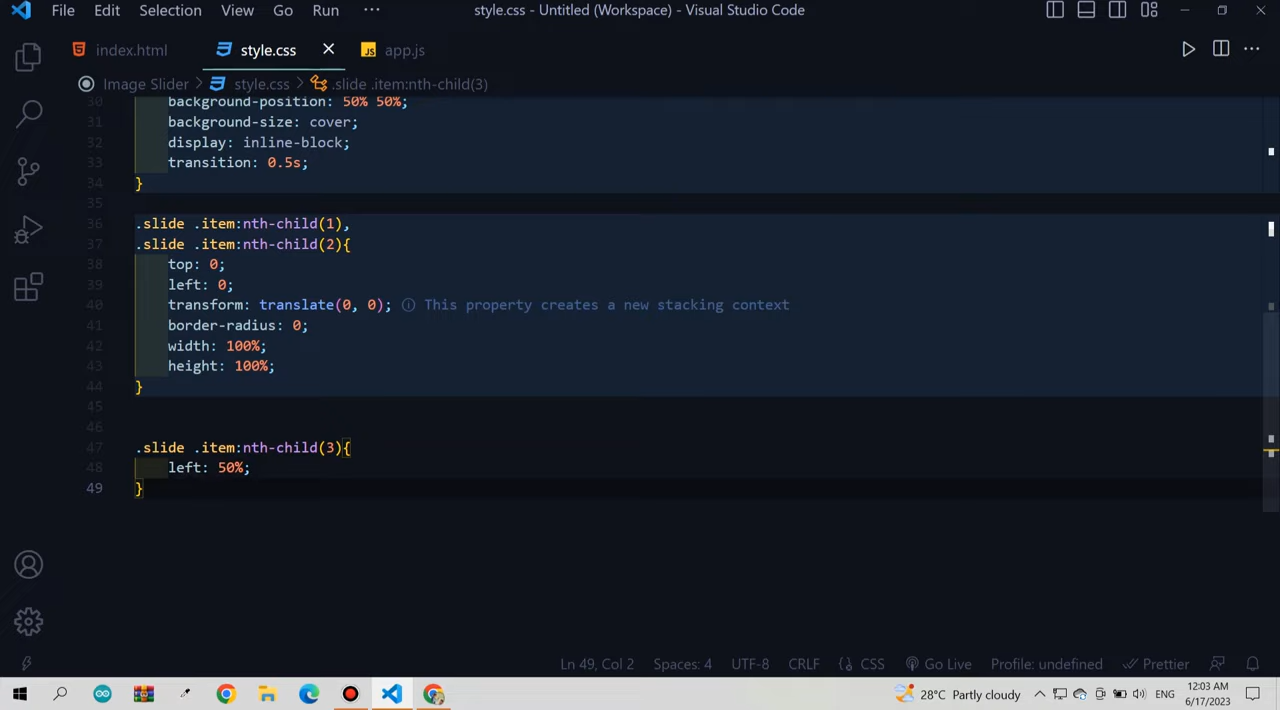 File Edit Selection View Go Run ··· style.css - Untitled (Workspace) - Visual Studio Code
index.html style.css app.js
JS
Image Slider > style.css > .slide .item:nth-child(3)
30 background-position: 50% 50%;
31 background-size: cover;
32 display: inline-block;
33 transition: 0.5s;
34 }
35
36 .slide .item:nth-child(1),
37 .slide .item:nth-child(2){
38 top: 0;
39 left: 0;
40 transform: translate(0, 0); This property creates a new stacking context
41 border-radius: 0;
42 width: 100%;
43 height: 100%;
44 }
45
46
47 .slide .item:nth-child(3){
48 left: 50%;
49 }
Ln 49, Col 2 Spaces: 4 UTF-8 CRLF CSS Go Live Profile: undefined Prettier
28°C Partly cloudy ENG 12:03 AM
6/17/2023